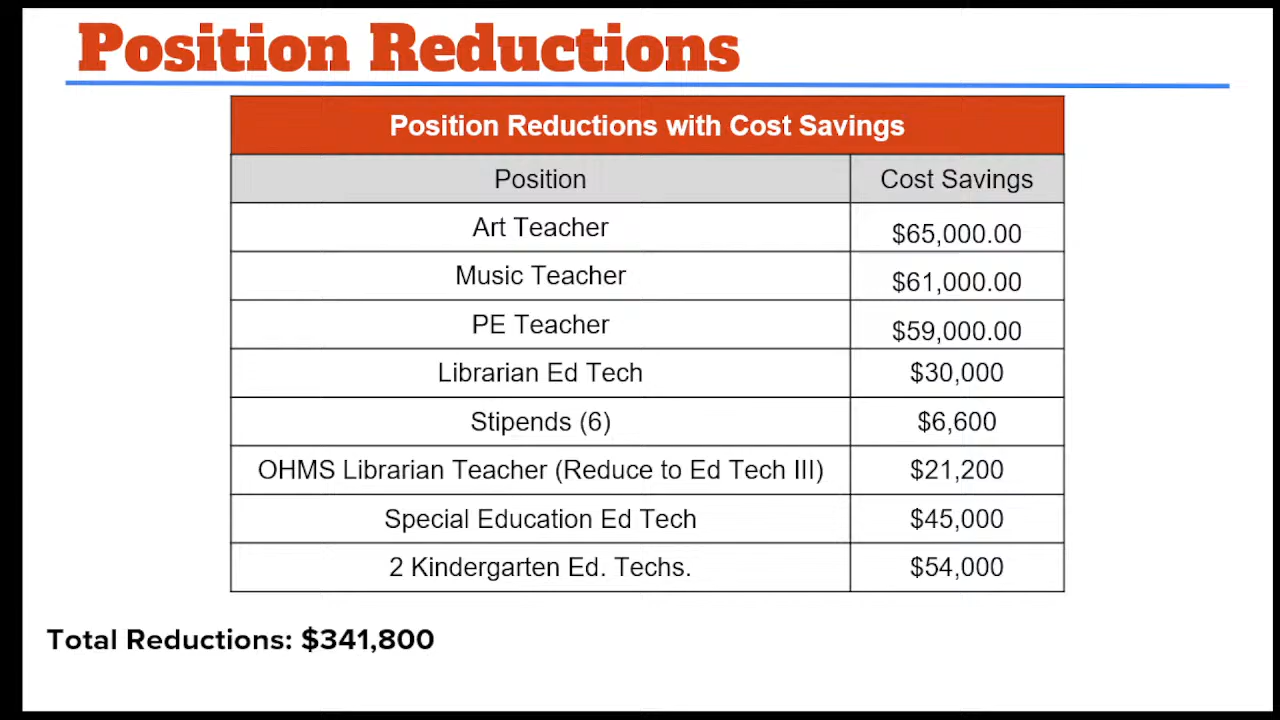 Position Reductions
Position Reductions with Cost Savings
Position Cost Savings
Art Teacher $65,000.00
Music Teacher $61,000.00
PE Teacher $59,000.00
Librarian Ed Tech $30,000
Stipends (6) $6,600
OHMS Librarian Teacher (Reduce to Ed Tech III) $21,200
Special Education Ed Tech $45,000
2 Kindergarten Ed. Techs. $54,000
Total Reductions: $341,800